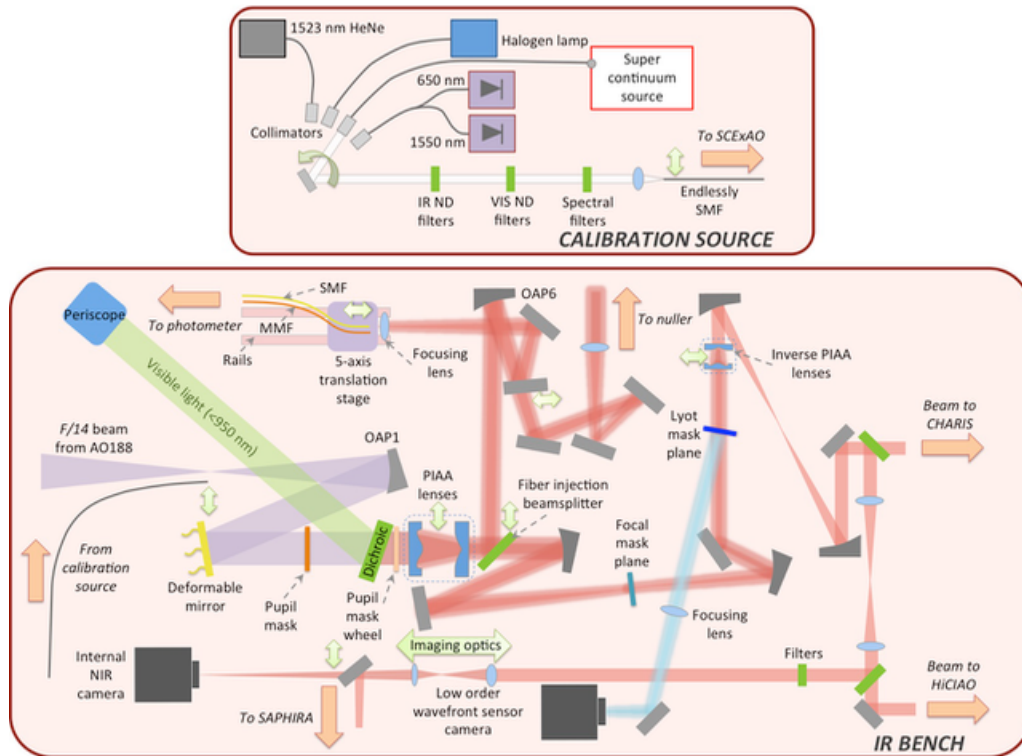 1523 nm HeNe
Halogen lamp
650 nm
Super
continuum
source
1550 nm
Collimators
To SCExAO
IR ND
filters
VIS ND
filters
Spectral
filters
Endlessly
SMF
CALIBRATION SOURCE
Periscope
To photometer
SMF
MMF
Rails
5-axis
translation
stage
Focusing
lens
OAP6
To nuller
Inverse PIAA
lenses
Visible light (<950 nm)
F/14 beam
from AO188
OAP1
PIAA
lenses
Fiber injection
beamsplitter
Lyot
mask
plane
Beam to
CHARIS
From
calibration
source
Deformable
mirror
Pupil
mask
Dichroic
Pupil
mask
wheel
Focal
mask
plane
Focusing
lens
Imaging optics
Internal
NIR
camera
To SAPHIRA
Low order
wavefront sensor
camera
Filters
Beam to
HiCIAO
IR BENCH